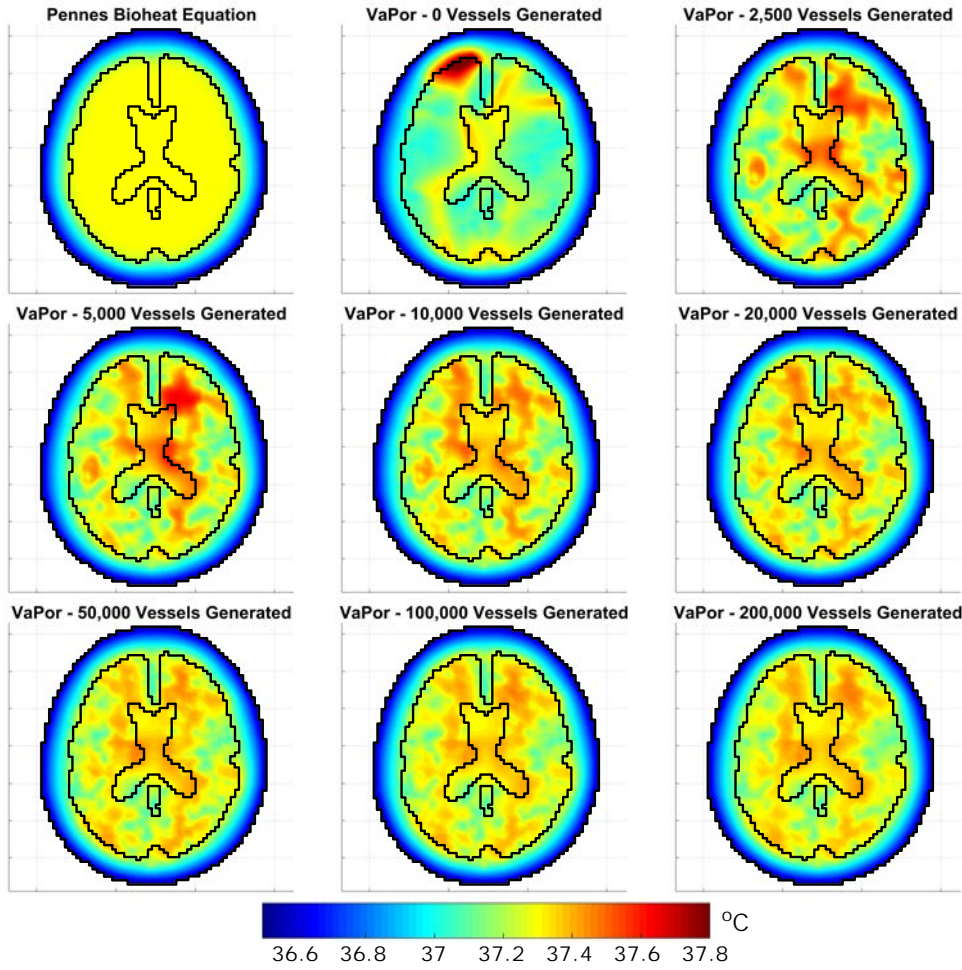 Pennes Bioheat Equation
VaPor - 0 Vessels Generated
VaPor - 2,500 Vessels Generated
VaPor - 5,000 Vessels Generated
VaPor - 10,000 Vessels Generated
VaPor - 20,000 Vessels Generated
VaPor - 50,000 Vessels Generated
VaPor - 100,000 Vessels Generated
VaPor - 200,000 Vessels Generated
36.6 36.8 37 37.2 37.4 37.6 37.8 °C